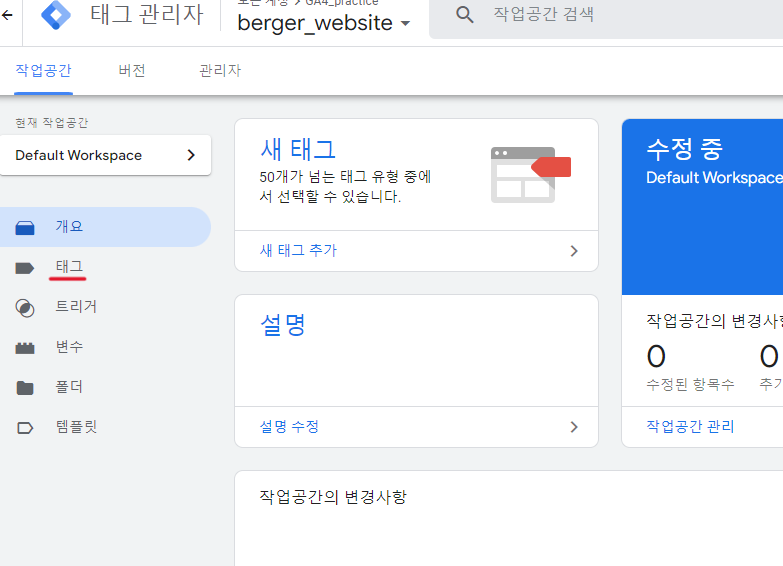 모든 계정 > GA4_practice
태그 관리자
berger_website
작업공간 검색
작업공간
버전
관리자
현재 작업공간
Default Workspace
개요
태그
트리거
변수
폴더
템플릿
새 태그
50개가 넘는 태그 유형 중에
서 선택할 수 있습니다.
새 태그 추가
설명
설명 수정
수정 중
Default Workspace
작업공간의 변경사항
0
0
수정된 항목수
추가
작업공간 관리
작업공간의 변경사항